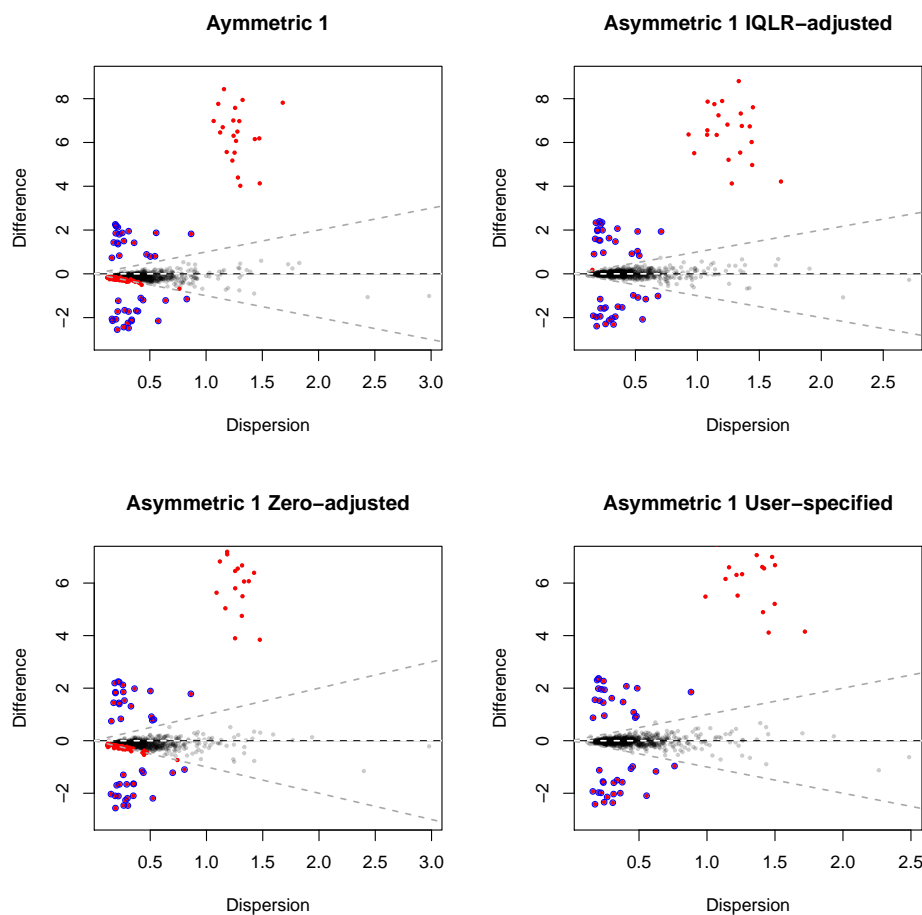 Aymmetric 1
Difference
8
6
4
2
0
−2
0.5 1.0 1.5 2.0 2.5 3.0
Dispersion
Asymmetric 1 IQLR−adjusted
Difference
8
6
4
2
0
−2
0.5 1.0 1.5 2.0 2.5
Dispersion
Asymmetric 1 Zero−adjusted
Difference
6
4
2
0
−2
0.5 1.0 1.5 2.0 2.5 3.0
Dispersion
Asymmetric 1 User−specified
Difference
6
4
2
0
−2
0.5 1.0 1.5 2.0 2.5
Dispersion